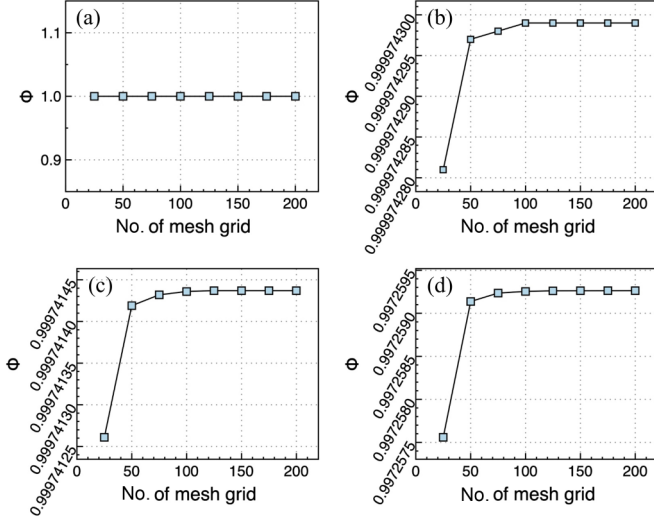 (a)
1.1
1.0
0.9
Φ
0 50 100 150 200
No. of mesh grid
(b)
0.999974300
0.999974295
0.999974290
0.999974285
0.999974280
Φ
0 50 100 150 200
No. of mesh grid
(c)
0.99974145
0.99974140
0.99974135
0.99974130
0.99974125
Φ
0 50 100 150 200
No. of mesh grid
(d)
0.9972595
0.9972590
0.9972585
0.9972580
0.9972575
Φ
0 50 100 150 200
No. of mesh grid